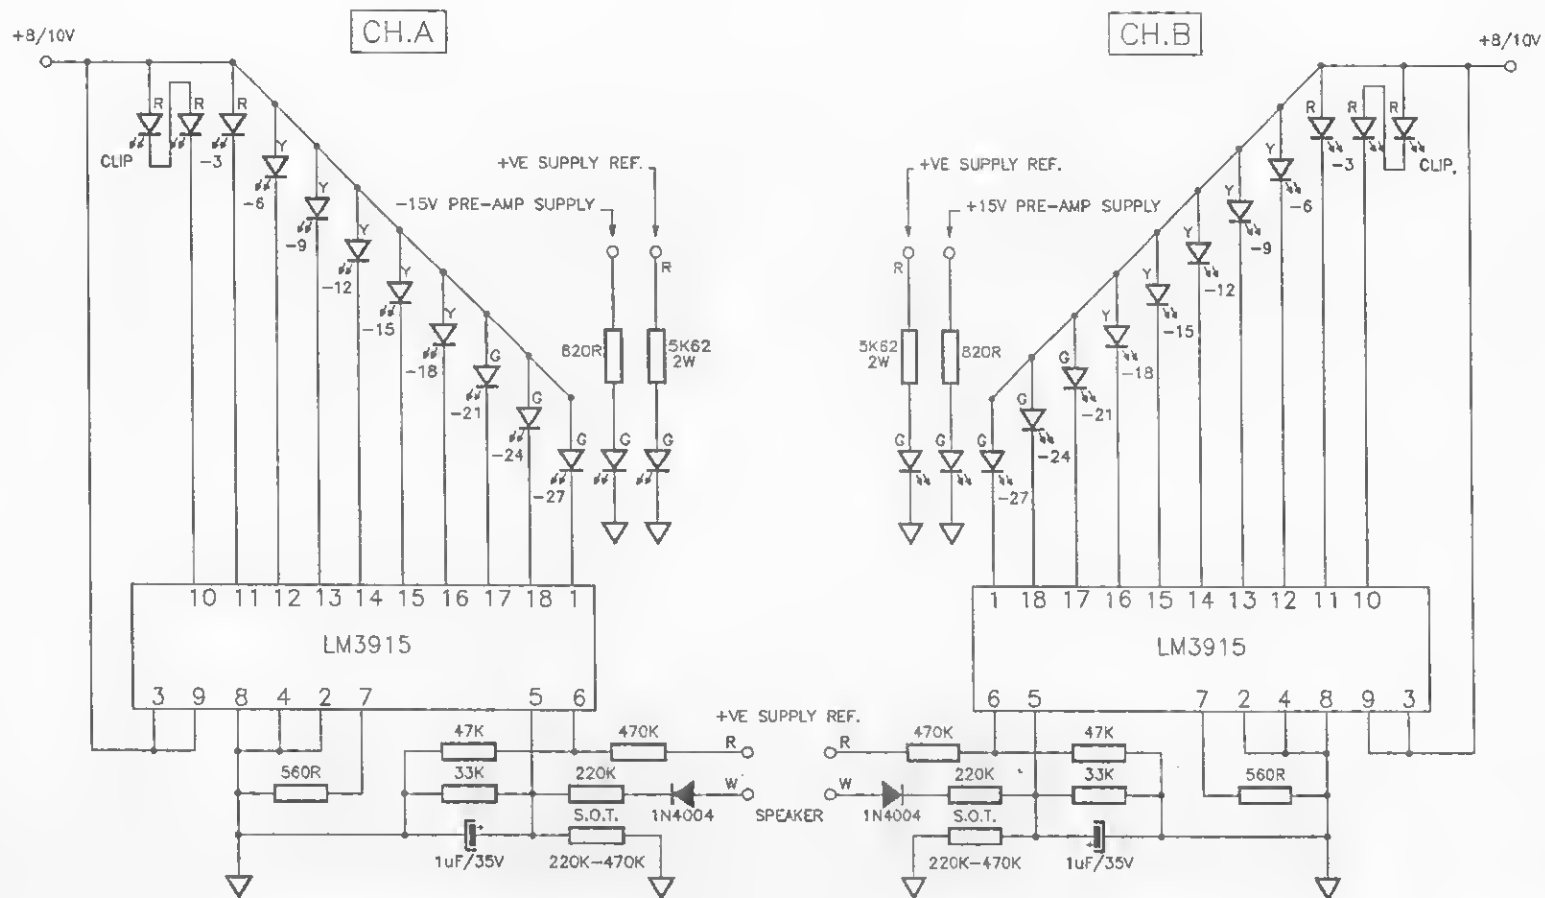 CH.A
CH.B
+8/10V
+8/10V
R
R
CLIP
-3
Y
-6
Y
-9
Y
-12
Y
-15
Y
-18
G
-21
G
-24
G
-27
+VE SUPPLY REF.
-15V PRE-AMP SUPPLY
R
820R
5K62
2W
G
G
+VE SUPPLY REF.
+15V PRE-AMP SUPPLY
R
5K62
2W
820R
G
G
R
R
R
-3
CLIP.
Y
-6
Y
-9
Y
-12
Y
-15
Y
-18
G
-21
G
-24
G
-27
R
10 11 12 13 14 15 16 17 18 1
LM3915
3 9 8 4 2 7 5 6
1 18 17 16 15 14 13 12 11 10
LM3915
6 5 7 2 4 8 9 3
+VE SUPPLY REF.
47K
470K
R
R
470K
47K
560R
33K
220K
W
W
220K
33K
560R
S.O.T.
1N4004
SPEAKER
1N4004
S.O.T.
+
1uF/35V
220K-470K
220K-470K
+
1uF/35V